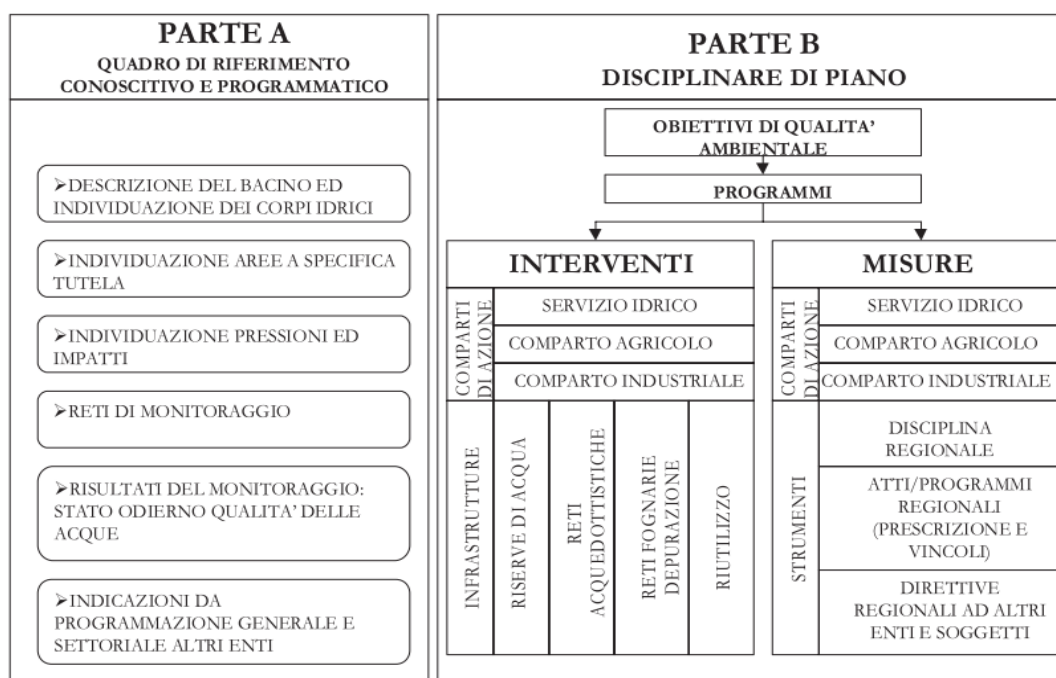 PARTE A
QUADRO DI RIFERIMENTO
CONOSCITIVO E PROGRAMMATICO
➢DESCRIZIONE DEL BACINO ED
INDIVIDUAZIONE DEI CORPI IDRICI
➢INDIVIDUAZIONE AREE A SPECIFICA
TUTELA
➢INDIVIDUAZIONE PRESSIONI ED
IMPATTI
➢RETI DI MONITORAGGIO
➢RISULTATI DEL MONITORAGGIO:
STATO ODIERNO QUALITA' DELLE
ACQUE
➢INDICAZIONI DA
PROGRAMMAZIONE GENERALE E
SETTORIALE ALTRI ENTI
PARTE B
DISCIPLINARE DI PIANO
OBIETTIVI DI QUALITA'
AMBIENTALE
PROGRAMMI
INTERVENTI
COMPARTI
DI AZIONE
SERVIZIO IDRICO
COMPARTO AGRICOLO
COMPARTO INDUSTRIALE
INFRASTRUTTURE
RISERVE DI ACQUA
RETI
ACQUEDOTTISTICHE
RETI FOGNARIE
DEPURAZIONE
RIUTILIZZO
MISURE
COMPARTI
DI AZIONE
SERVIZIO IDRICO
COMPARTO AGRICOLO
COMPARTO INDUSTRIALE
STRUMENTI
DISCIPLINA
REGIONALE
ATTI/PROGRAMMI
REGIONALI
(PRESCRIZIONE E
VINCOLI)
DIRETTIVE
REGIONALI AD ALTRI
ENTI E SOGGETTI